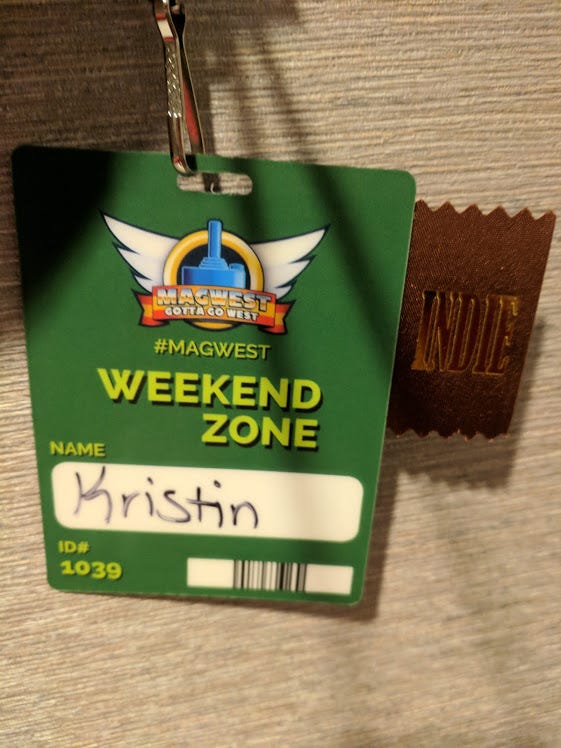 MAGWEST
GOTTA GO WEST
#MAGWEST
WEEKEND
ZONE
NAME
Kristin
ID#
1039
INDIE